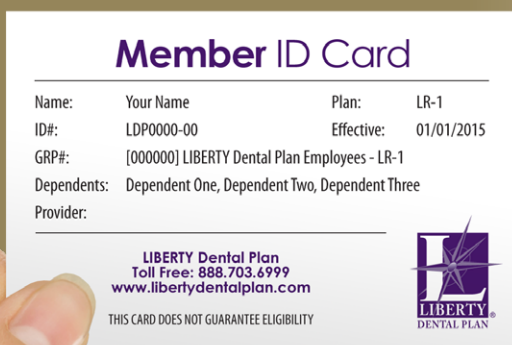 Member ID Card
Name: Your Name Plan: LR-1
ID#: LDP0000-00 Effective: 01/01/2015
GRP#: [000000] LIBERTY Dental Plan Employees - LR-1
Dependents: Dependent One, Dependent Two, Dependent Three
Provider:
LIBERTY Dental Plan
Toll Free: 888.703.6999
www.libertydentalplan.com
THIS CARD DOES NOT GUARANTEE ELIGIBILITY
L
LIBERTY®
DENTAL PLAN